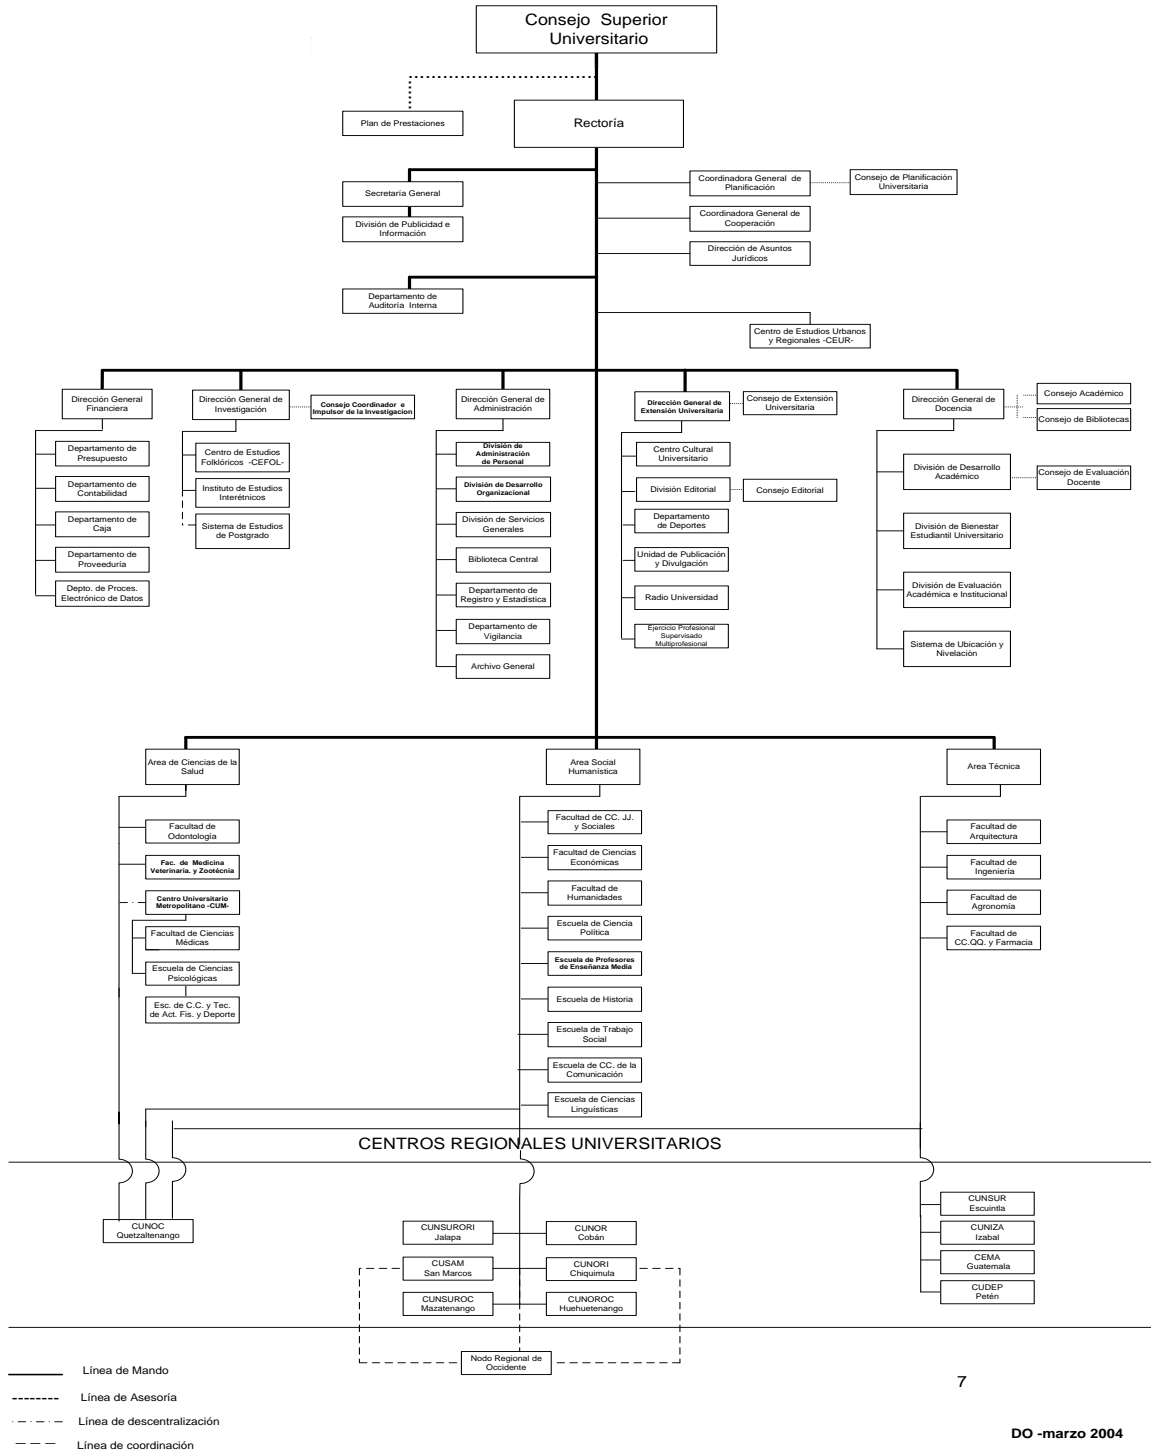 Consejo Superior
Universitario
Plan de Prestaciones
Rectoría
Secretaría General
División de Publicidad e
Información
Coordinadora General de
Planificación
Consejo de Planificación
Universitaria
Coordinadora General de
Cooperación
Dirección de Asuntos
Jurídicos
Departamento de
Auditoría Interna
Centro de Estudios Urbanos
y Regionales -CEUR-
Dirección General
Financiera
Departamento de
Presupuesto
Departamento de
Contabilidad
Departamento de
Caja
Departamento de
Proveeduría
Depto. de Proces.
Electrónico de Datos
Dirección General de
Investigación
Consejo Coordinador e
Impulsor de la Investigacion
Centro de Estudios
Folklóricos -CEFOL-
Instituto de Estudios
Interétnicos
Sistema de Estudios
de Postgrado
Dirección General de
Administración
División de
Administración
de Personal
División de Desarrollo
Organizacional
División de Servicios
Generales
Biblioteca Central
Departamento de
Registro y Estadística
Departamento de
Vigilancia
Archivo General
Dirección General de
Extensión Universitaria
Consejo de Extensión
Universitaria
Centro Cultural
Universitario
División Editorial
Consejo Editorial
Departamento
de Deportes
Unidad de Publicación
y Divulgación
Radio Universidad
Ejercicio Profesional
Supervisado
Multiprofesional
Dirección General de
Docencia
Consejo Académico
Consejo de Bibliotecas
División de Desarrollo
Académico
Consejo de Evaluación
Docente
División de Bienestar
Estudiantil Universitario
División de Evaluación
Académica e Institucional
Sistema de Ubicación y
Nivelación
Area de Ciencias de la
Salud
Facultad de
Odontología
Fac. de Medicina
Veterinaria. y Zootécnia
Centro Universitario
Metropolitano -CUM-
Facultad de Ciencias
Médicas
Escuela de Ciencias
Psicológicas
Esc. de C.C. y Tec.
de Act. Fis. y Deporte
Area Social
Humanística
Facultad de CC. JJ.
y Sociales
Facultad de Ciencias
Económicas
Facultad de
Humanidades
Escuela de Ciencia
Política
Escuela de Profesores
de Enseñanza Media
Escuela de Historia
Escuela de Trabajo
Social
Escuela de CC. de la
Comunicación
Escuela de Ciencias
Linguísticas
Area Técnica
Facultad de
Arquitectura
Facultad de
Ingeniería
Facultad de
Agronomía
Facultad de
CC.QQ. y Farmacia
CENTROS REGIONALES UNIVERSITARIOS
CUNOC
Quetzaltenango
CUNSURORI
Jalapa
CUNOR
Cobán
CUSAM
San Marcos
CUNORI
Chiquimula
CUNSUROC
Mazatenango
CUNOROC
Huehuetenango
CUNSUR
Escuintla
CUNIZA
Izabal
CEMA
Guatemala
CUDEP
Petén
Nodo Regional de
Occidente
Línea de Mando
Línea de Asesoría
Línea de descentralización
Línea de coordinación
7
DO -marzo 2004